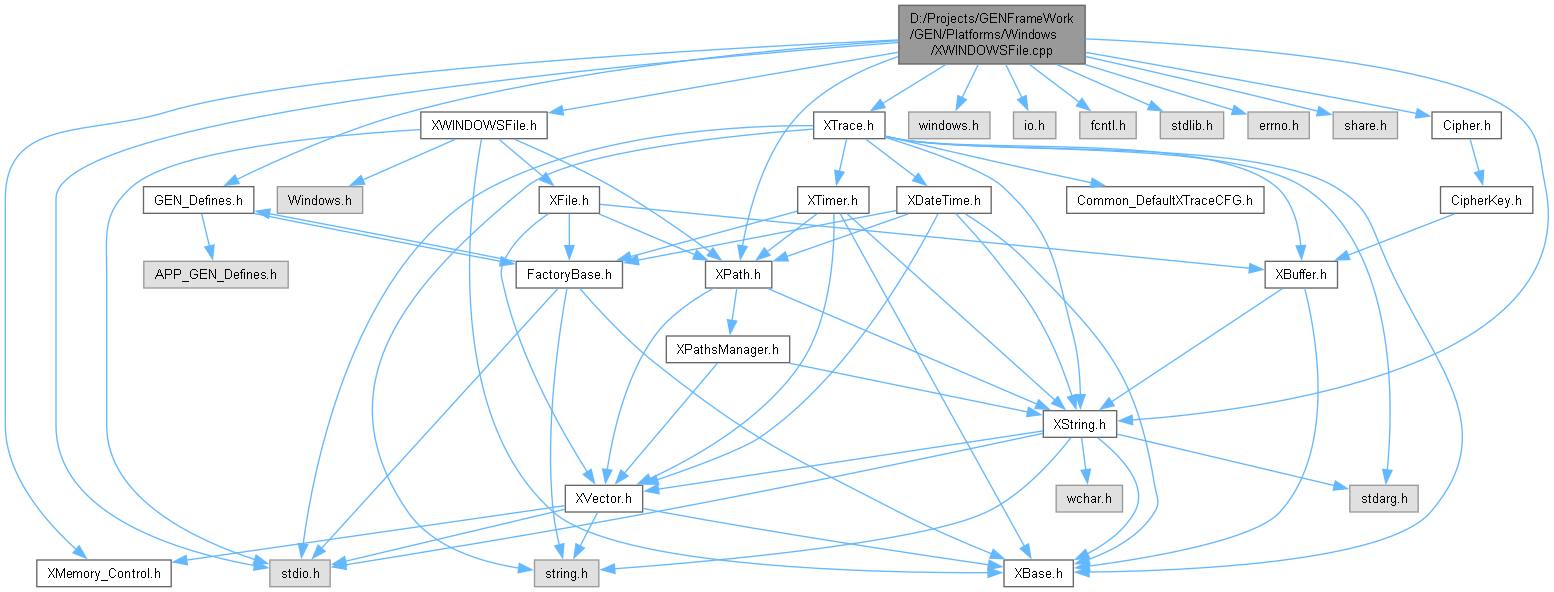 D:/Projects/GENFrameWork
/GEN/Platforms/Windows
/XWINDOWSFile.cpp
XWINDOWSFile.h
XTrace.h
windows.h
io.h
fcntl.h
stdlib.h
errno.h
share.h
Cipher.h
GEN_Defines.h
Windows.h
XFile.h
XTimer.h
XDateTime.h
Common_DefaultXTraceCFG.h
CipherKey.h
APP_GEN_Defines.h
FactoryBase.h
XPath.h
XBuffer.h
XPathsManager.h
XString.h
XVector.h
wchar.h
stdarg.h
XMemory_Control.h
stdio.h
string.h
XBase.h